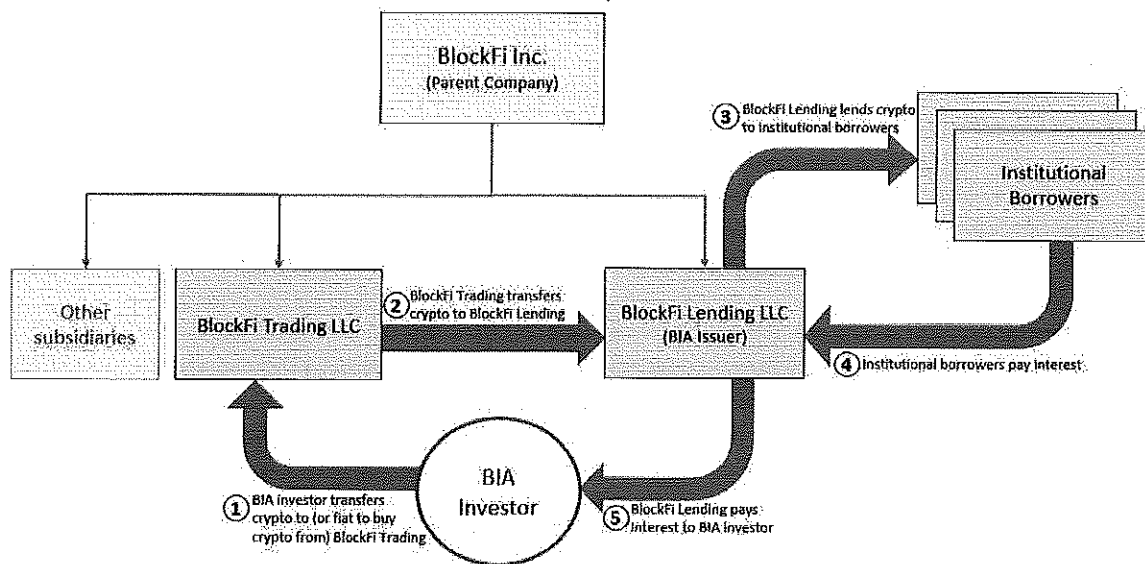 BlockFi Inc.
(Parent Company)
③ BlockFi Lending lends crypto
to institutional borrowers
Institutional
Borrowers
Other
subsidiaries
BlockFi Trading LLC
② BlockFi Trading transfers
crypto to BlockFi Lending
BlockFi Lending LLC
(BIA Issuer)
④ Institutional borrowers pay interest
BIA
Investor
① BIA investor transfers
crypto to (or fiat to buy
crypto from) BlockFi Trading
⑤ BlockFi Lending pays
interest to BIA investor